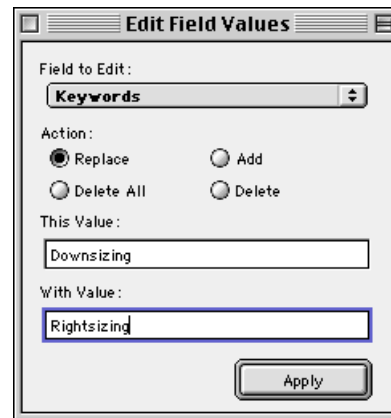 Edit Field Values
Field to Edit:
Keywords
Action:
Replace Add
Delete All Delete
This Value:
Downsizing
With Value:
Rightsizing
Apply